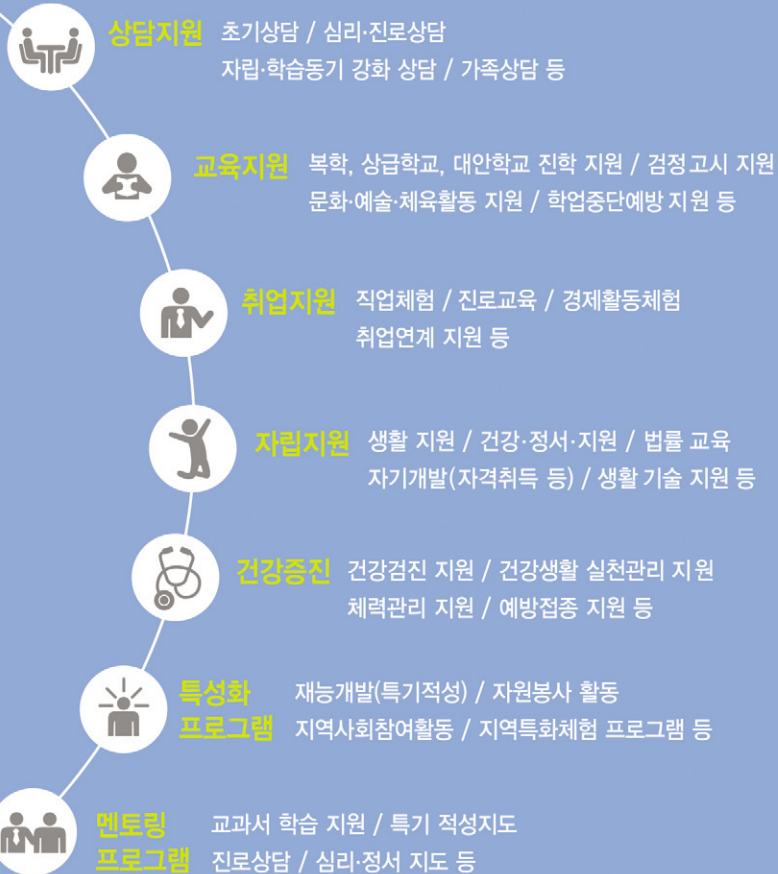 상담지원 초기상담 / 심리·진로상담
자립·학습동기 강화 상담 / 가족상담 등
교육지원 복학, 상급학교, 대안학교 진학 지원 / 검정고시 지원
문화·예술·체육활동 지원 / 학업중단예방 지원 등
취업지원 직업체험 / 진로교육 / 경제활동체험
취업연계 지원 등
자립지원 생활 지원 / 건강·정서·지원 / 법률 교육
자기개발(자격취득 등) / 생활 기술 지원 등
건강증진 건강검진 지원 / 건강생활 실천관리 지원
체력관리 지원 / 예방접종 지원 등
특성화 재능개발(특기적성) / 자원봉사 활동
프로그램 지역사회참여활동 / 지역특화체험 프로그램 등
멘토링 교과서 학습 지원 / 특기 적성지도
프로그램 진로상담 / 심리·정서 지도 등